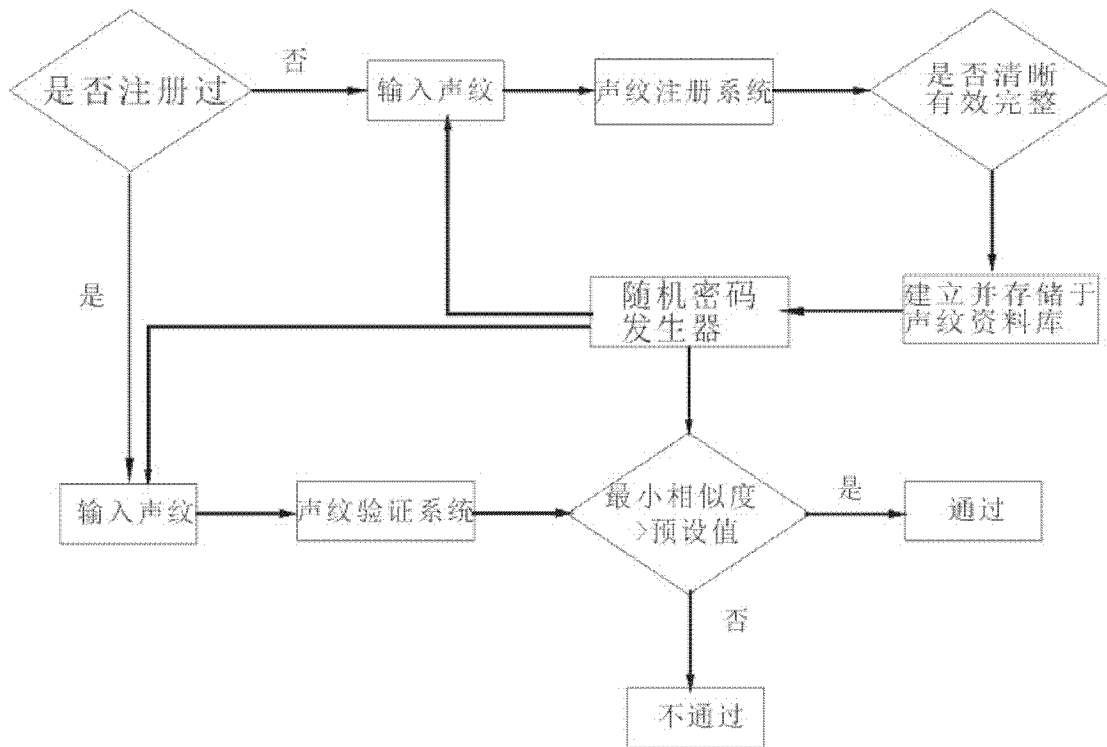 是否注册过
否
输入声纹
声纹注册系统
是否清晰
有效完整
是
随机密码
发生器
建立并存储于
声纹资料库
输入声纹
声纹验证系统
最小相似度
>预设值
是
通过
否
不通过